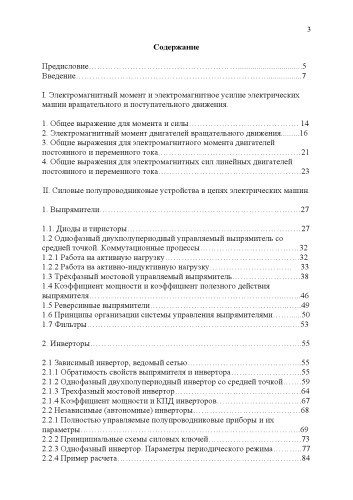 3
Содержание
Предисловие……………………………………………………...............................5
Введение…………………………………………………………………................7
I. Электромагнитный момент и электромагнитное усилие электрических
машин вращательного и поступательного движения.
1. Общее выражение для момента и силы………………………………… 14
2. Электромагнитный момент двигателей вращательного движения.........16
3. Общие выражения для электромагнитного момента двигателей
постоянного и переменного тока……………………………………………21
4. Общие выражения для электромагнитных сил линейных двигателей
постоянного и переменного тока……………………………………………23
II. Силовые полупроводниковые устройства в цепях электрических машин.
1. Выпрямители………………………………………………………………27
1.1. Диоды и тиристоры………………………………………………………27
1.2 Однофазный двухполупериодный управляемый выпрямитель со
средней точкой. Коммутационные процессы……………………………… 32
1.2.1 Работа на активную нагрузку…………………………………………32
1.2.2 Работа на активно-индуктивную нагрузку………………………… 33
1.3 Трёхфазный мостовой управляемый выпрямитель……………………38
1.4 Коэффициент мощности и коэффициент полезного действия
выпрямителя…………………………………………………………………46
1.5 Реверсивные выпрямители………………………………………………49
1.6 Принципы организации системы управления выпрямителями………..50
1.7 Фильтры……………………………………………………………………53
2. Инверторы…………………………………………………………………55
2.1 Зависимый инвертор, ведомый сетью……………………………………55
2.1.1 Обратимость свойств выпрямителя и инвертора……………………55
2.1.2 Однофазный двухполупериодный инвертор со средней точкой……59
2.1.3 Трехфазный мостовой инвертор………………………………………64
2.1.4 Коэффициент мощности и КПД инверторов…………………………67
2.2 Независимые (автономные) инверторы…………………………………68
2.2.1 Полностью управляемые полупроводниковые приборы и их
параметры……………………………………………………………………69
2.2.2 Принципиальные схемы силовых ключей……………………………73
2.2.3 Однофазный инвертор. Параметры периодического режима…………77
2.2.4 Пример расчета……………………………………………………………84